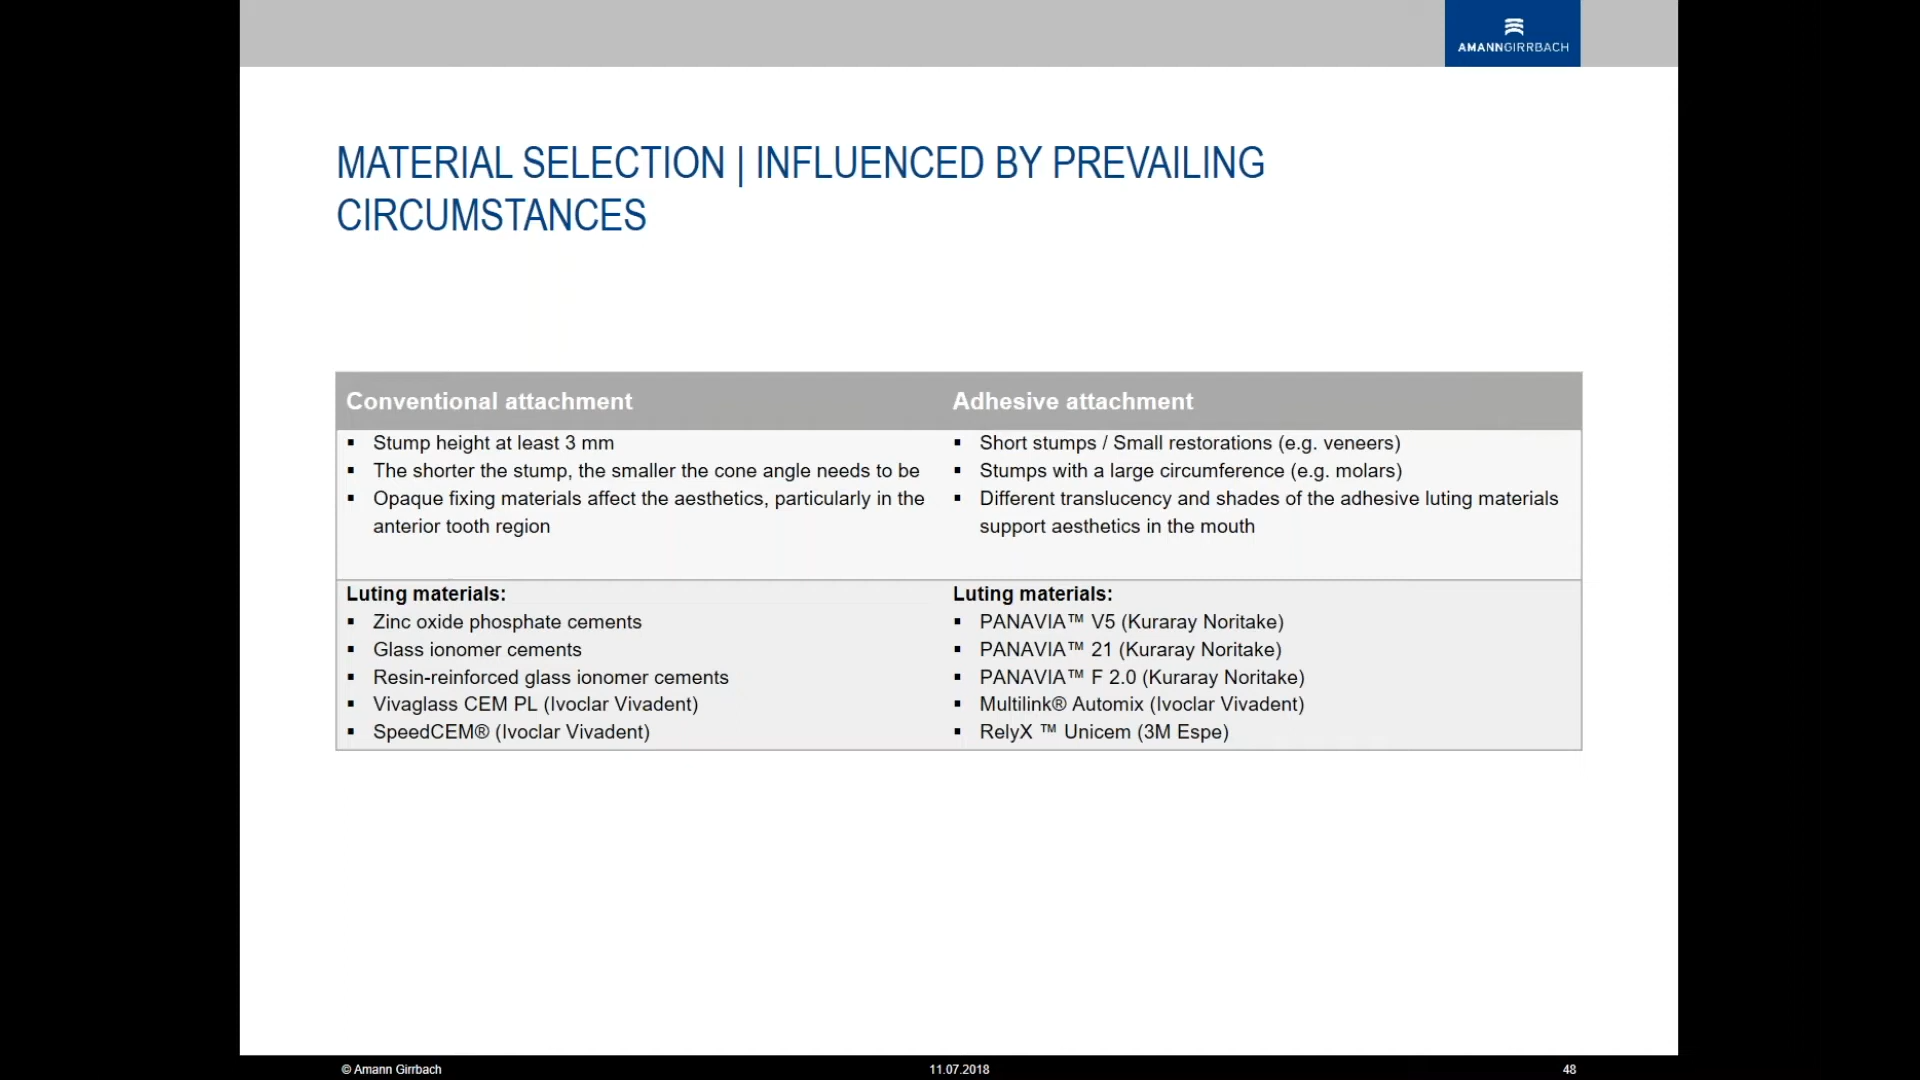 AMANNGIRRBACH
MATERIAL SELECTION | INFLUENCED BY PREVAILING
CIRCUMSTANCES
Conventional attachment
▪ Stump height at least 3 mm
▪ The shorter the stump, the smaller the cone angle needs to be
▪ Opaque fixing materials affect the aesthetics, particularly in the
anterior tooth region
Adhesive attachment
▪ Short stumps / Small restorations (e.g. veneers)
▪ Stumps with a large circumference (e.g. molars)
▪ Different translucency and shades of the adhesive luting materials
support aesthetics in the mouth
Luting materials:
▪ Zinc oxide phosphate cements
▪ Glass ionomer cements
▪ Resin-reinforced glass ionomer cements
▪ Vivaglass CEM PL (Ivoclar Vivadent)
▪ SpeedCEM® (Ivoclar Vivadent)
Luting materials:
▪ PANAVIA™ V5 (Kuraray Noritake)
▪ PANAVIA™ 21 (Kuraray Noritake)
▪ PANAVIA™ F 2.0 (Kuraray Noritake)
▪ Multilink® Automix (Ivoclar Vivadent)
▪ RelyX ™ Unicem (3M Espe)
© Amann Girrbach
11.07.2018
48